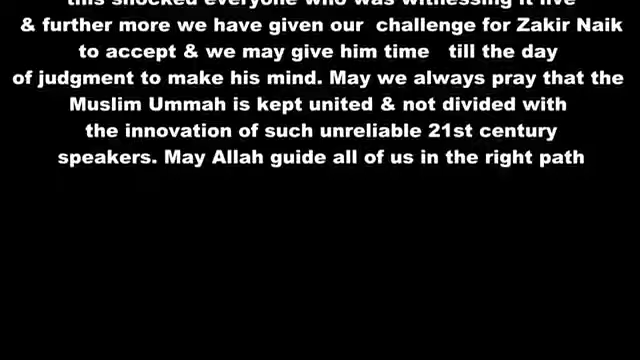 this shocked everyone who was witnessing it live
& further more we have given our challenge for Zakir Naik
to accept & we may give him time till the day
of judgment to make his mind. May we always pray that the
Muslim Ummah is kept united & not divided with
the innovation of such unreliable 21st century
speakers. May Allah guide all of us in the right path